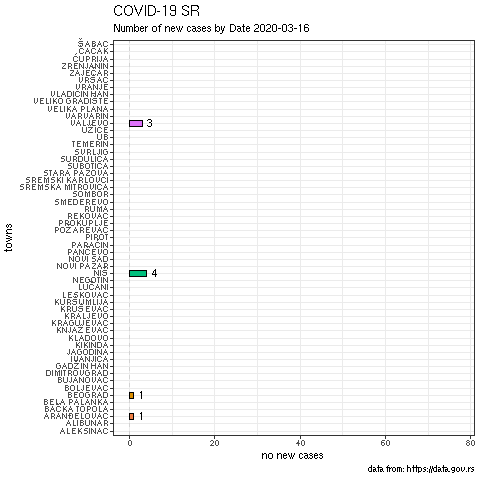 COVID-19 SR
Number of new cases by Date 2020-03-16
ŠABAC
ČAČAK
ĆUPRIJA
ZRENJANIN
ZAJEČAR
VRŠAC
VRANJE
VLADIČIN HAN
VELIKO GRADIŠTE
VELIKA PLANA
VARVARIN
VALJEVO
UŽICE
UB
TEMERIN
SVRLJIG
SURDULICA
SUBOTICA
STARA PAZOVA
SREMSKI KARLOVCI
SREMSKA MITROVICA
SOMBOR
SMEDEREVO
RUMA
REKOVAC
PROKUPLJE
POŽAREVAC
PIROT
PARAĆIN
PANČEVO
NOVI SAD
NOVI PAZAR
NIŠ
NEGOTIN
LUČANI
LESKOVAC
KURŠUMLIJA
KRUŠEVAC
KRALJEVO
KRAGUJEVAC
KNJAŽEVAC
KLADOVO
KIKINDA
JAGODINA
IVANJICA
GADŽIN HAN
DIMITROVGRAD
BUJANOVAC
BOLJEVAC
BEOGRAD
BELA PALANKA
BAČKA TOPOLA
ARANĐELOVAC
ALIBUNAR
ALEKSINAC
towns
3
4
1
1
0 20 40 60 80
no new cases
data from: https://data.gov.rs